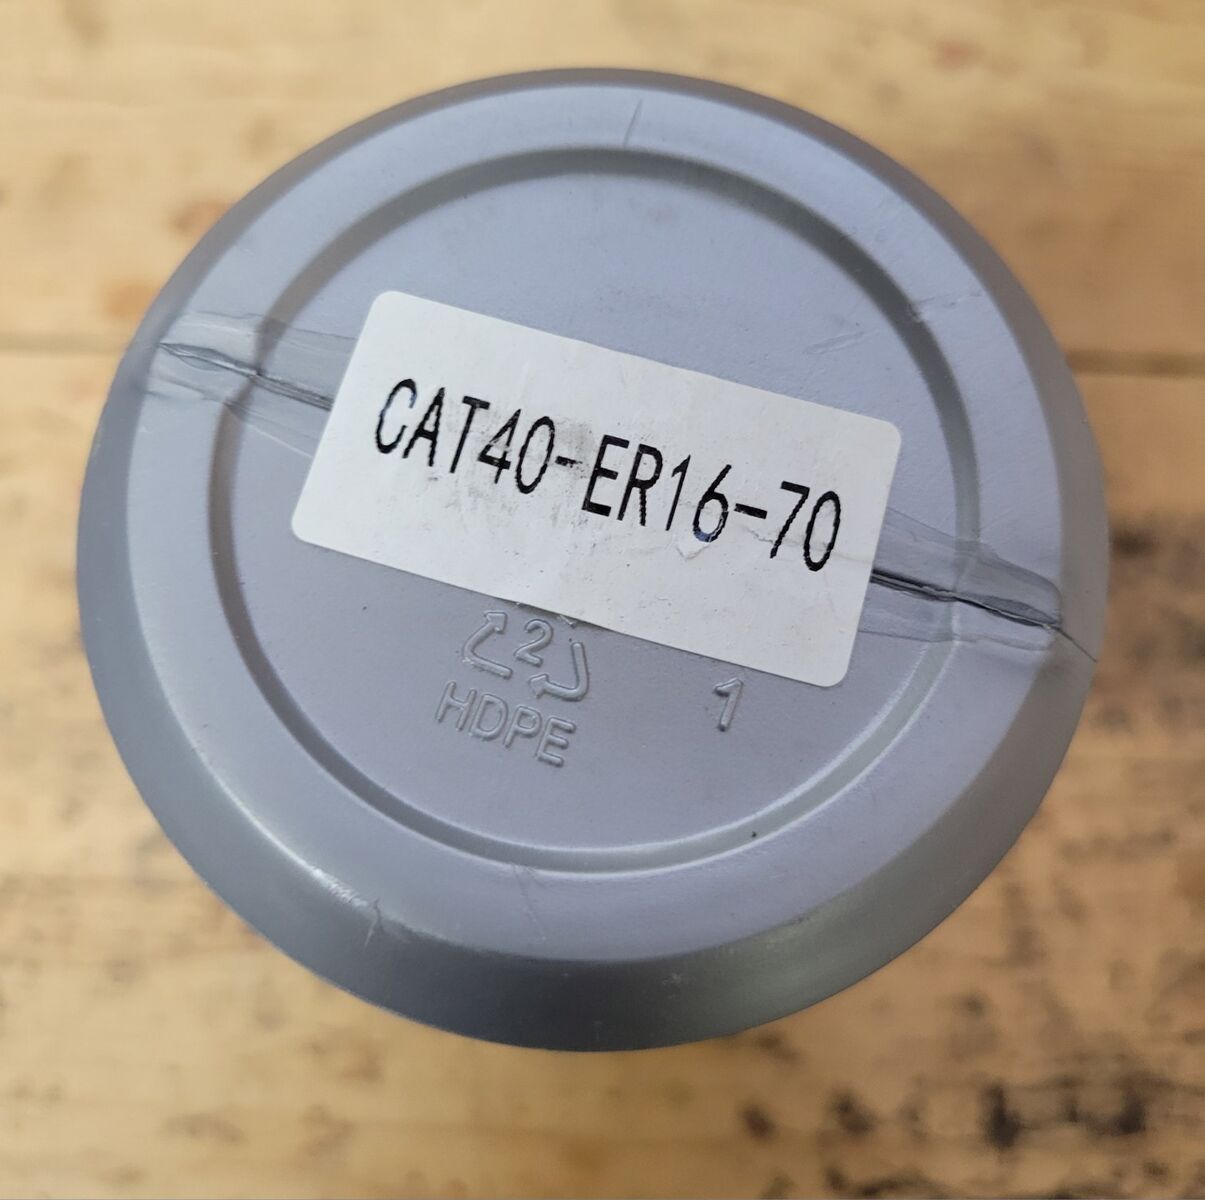 CAT40-ER16-70
2
HDPE
1